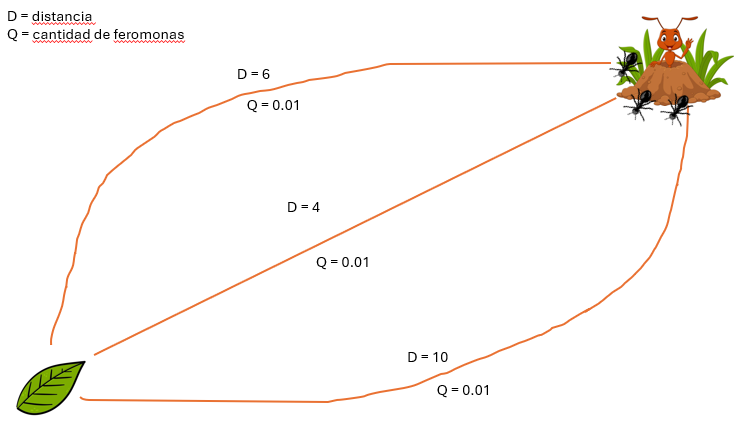 D = distancia
Q = cantidad de feromonas
D = 6
Q = 0.01
D = 4
Q = 0.01
D = 10
Q = 0.01